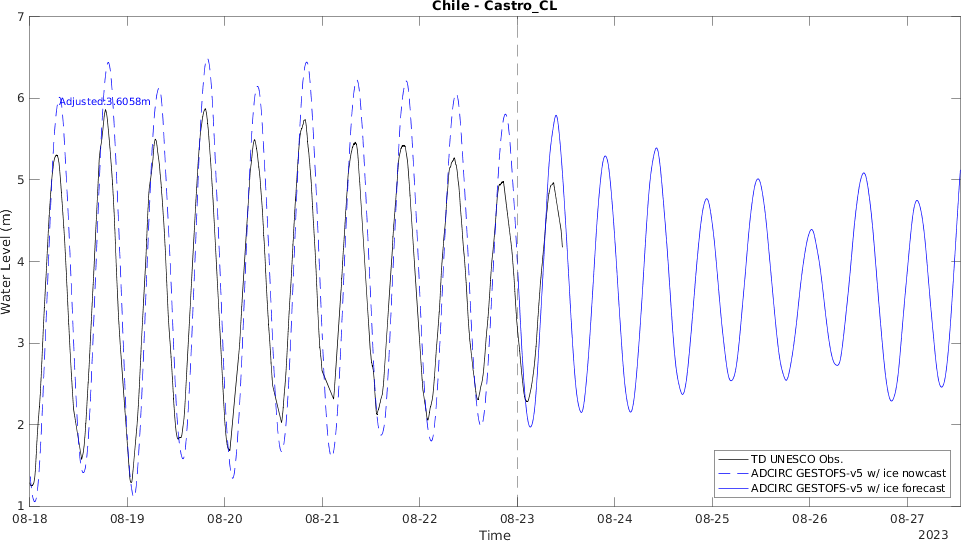 Chile - Castro_CL
7
6
5
4
3
2
1
Water Level (m)
Adjusted:3.6058m
TD UNESCO Obs.
ADCIRC GESTOFS-v5 w/ ice nowcast
ADCIRC GESTOFS-v5 w/ ice forecast
08-18 08-19 08-20 08-21 08-22 08-23 08-24 08-25 08-26 08-27
Time
2023